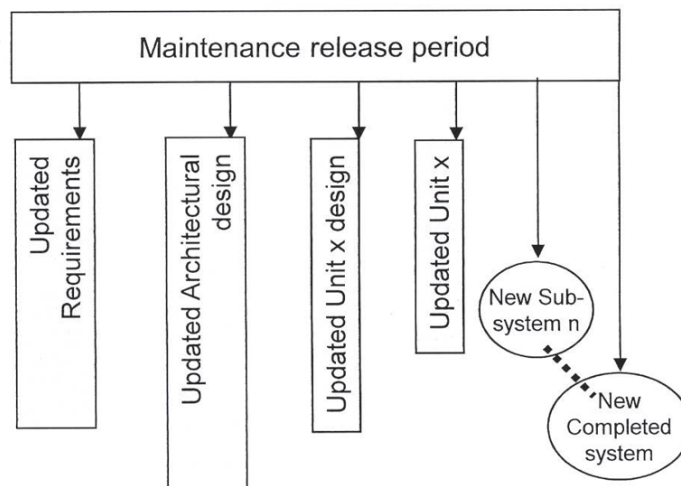 Maintenance release period
Updated
Requirements
Updated Architectural
design
Updated Unit x design
Updated Unit x
New Sub-
system n
New
Completed
system